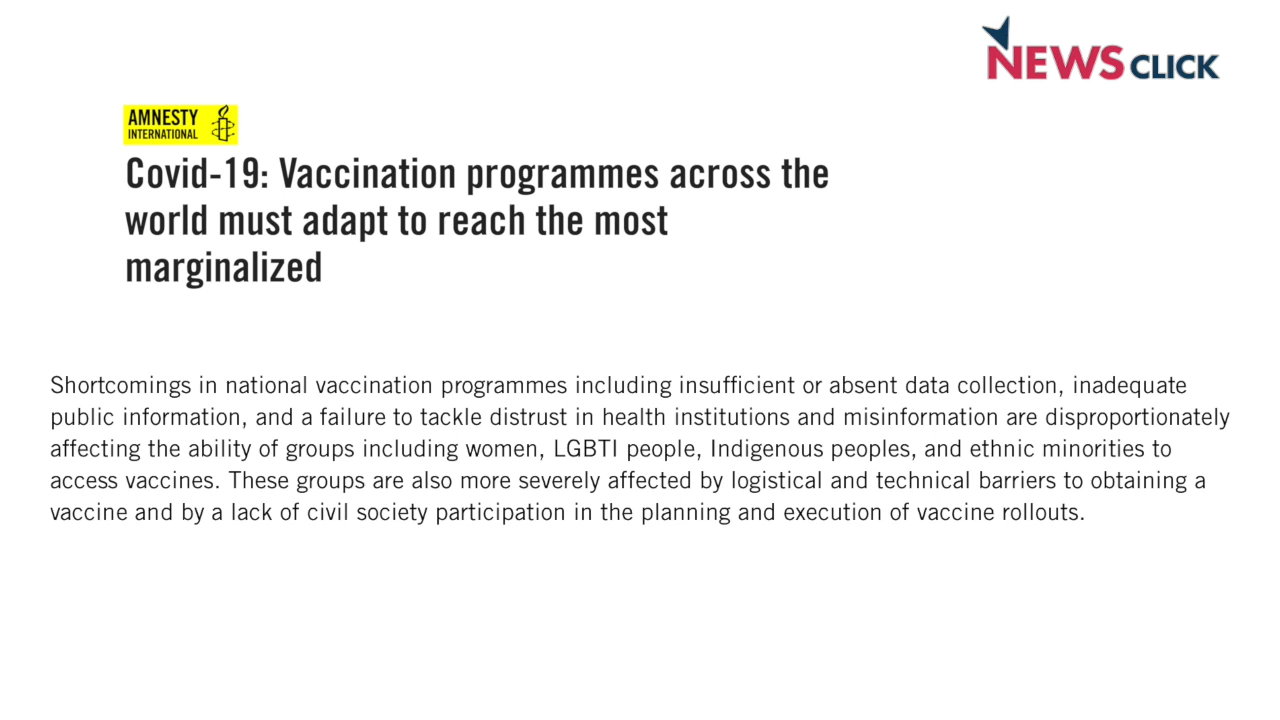 NEWSCLICK
AMNESTY
INTERNATIONAL
Covid-19: Vaccination programmes across the
world must adapt to reach the most
marginalized
Shortcomings in national vaccination programmes including insufficient or absent data collection, inadequate
public information, and a failure to tackle distrust in health institutions and misinformation are disproportionately
affecting the ability of groups including women, LGBTI people, Indigenous peoples, and ethnic minorities to
access vaccines. These groups are also more severely affected by logistical and technical barriers to obtaining a
vaccine and by a lack of civil society participation in the planning and execution of vaccine rollouts.